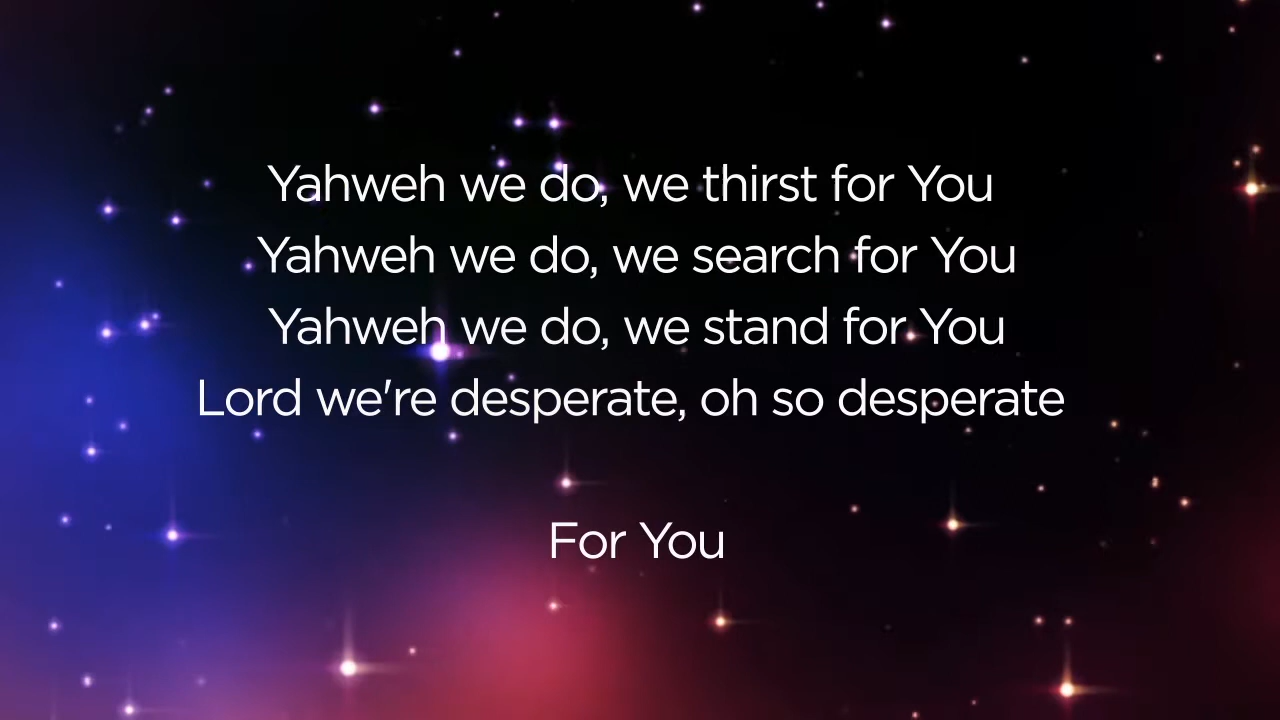 Yahweh we do, we thirst for You
Yahweh we do, we search for You
Yahweh we do, we stand for You
Lord we're desperate, oh so desperate
For You